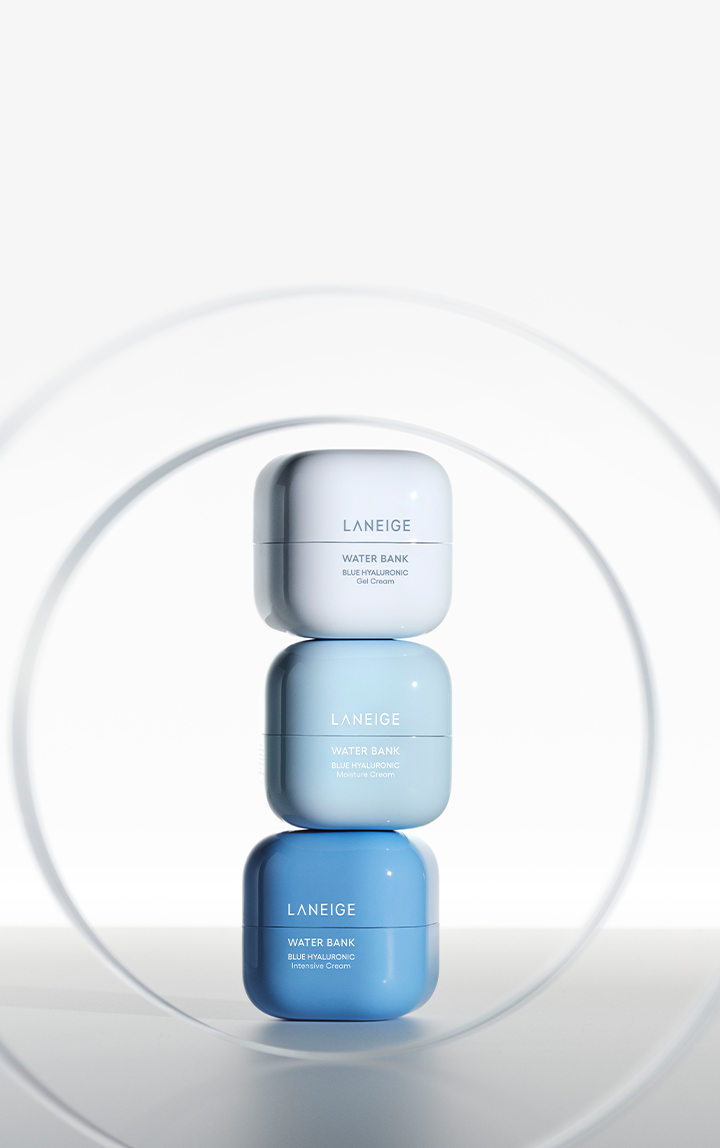 LANEIGE
WATER BANK
BLUE HYALURONIC
Gel Cream
LANEIGE
WATER BANK
BLUE HYALURONIC
Moisture Cream
LANEIGE
WATER BANK
BLUE HYALURONIC
Intensive Cream